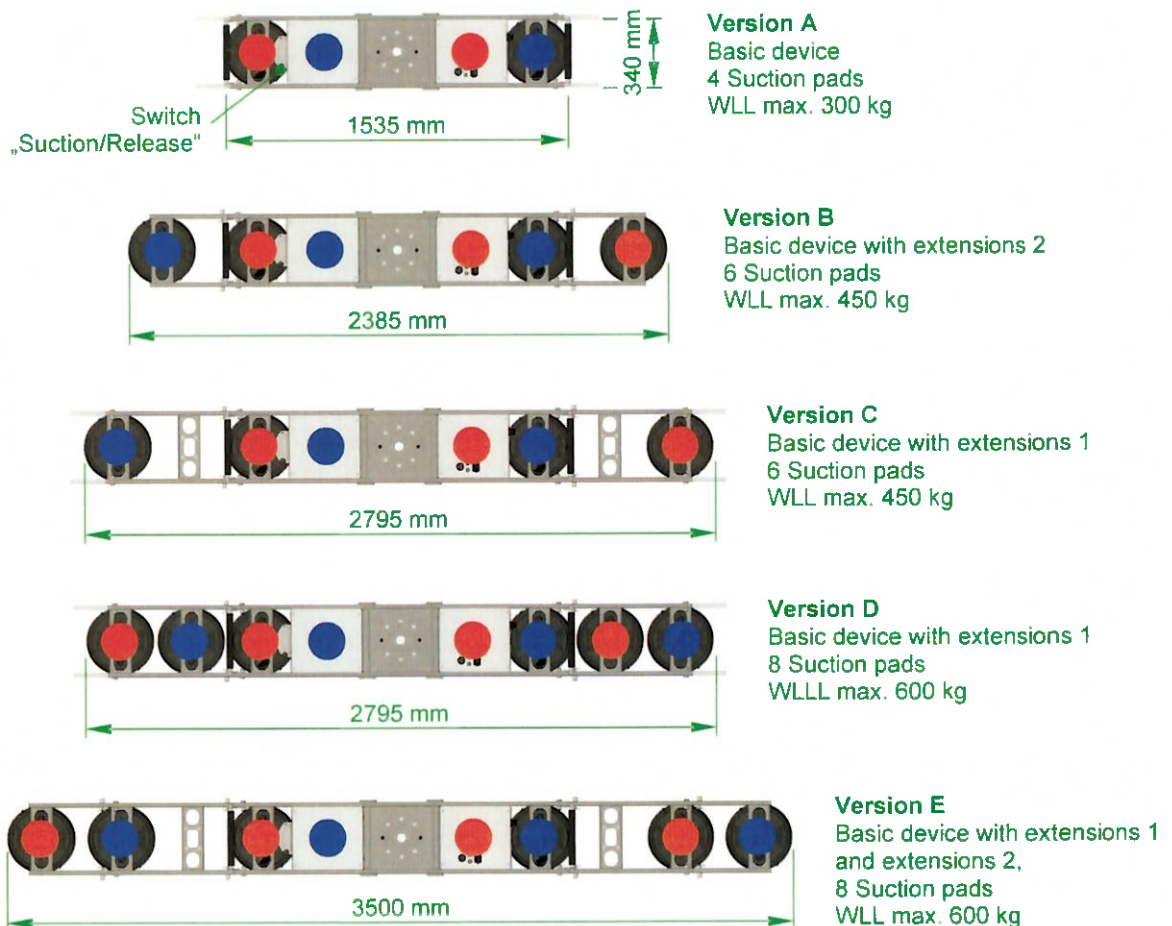 Version A
Basic device
4 Suction pads
WLL max. 300 kg
340 mm
Switch
„Suction/Release“
1535 mm
Version B
Basic device with extensions 2
6 Suction pads
WLL max. 450 kg
2385 mm
Version C
Basic device with extensions 1
6 Suction pads
WLL max. 450 kg
2795 mm
Version D
Basic device with extensions 1
8 Suction pads
WLLL max. 600 kg
2795 mm
Version E
Basic device with extensions 1
and extensions 2,
8 Suction pads
WLL max. 600 kg
3500 mm